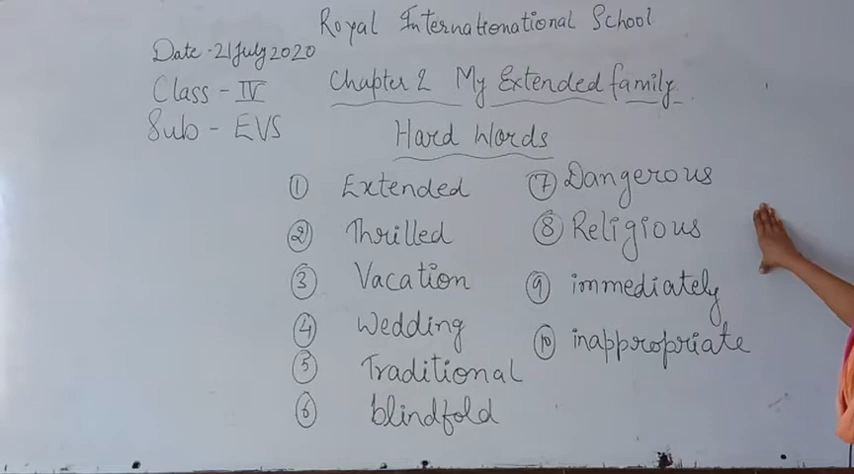 Royal Internationational School
Date - 21 July 2020
Chapter 2 My Extended family
Class - IV
Sub - EVS
Hard Words
① Extended
② Thrilled
③ Vacation
④ Wedding
⑤ Traditional
⑥ blindfold
⑦ Dangerous
⑧ Religious
⑨ immediately
⑩ inappropriate